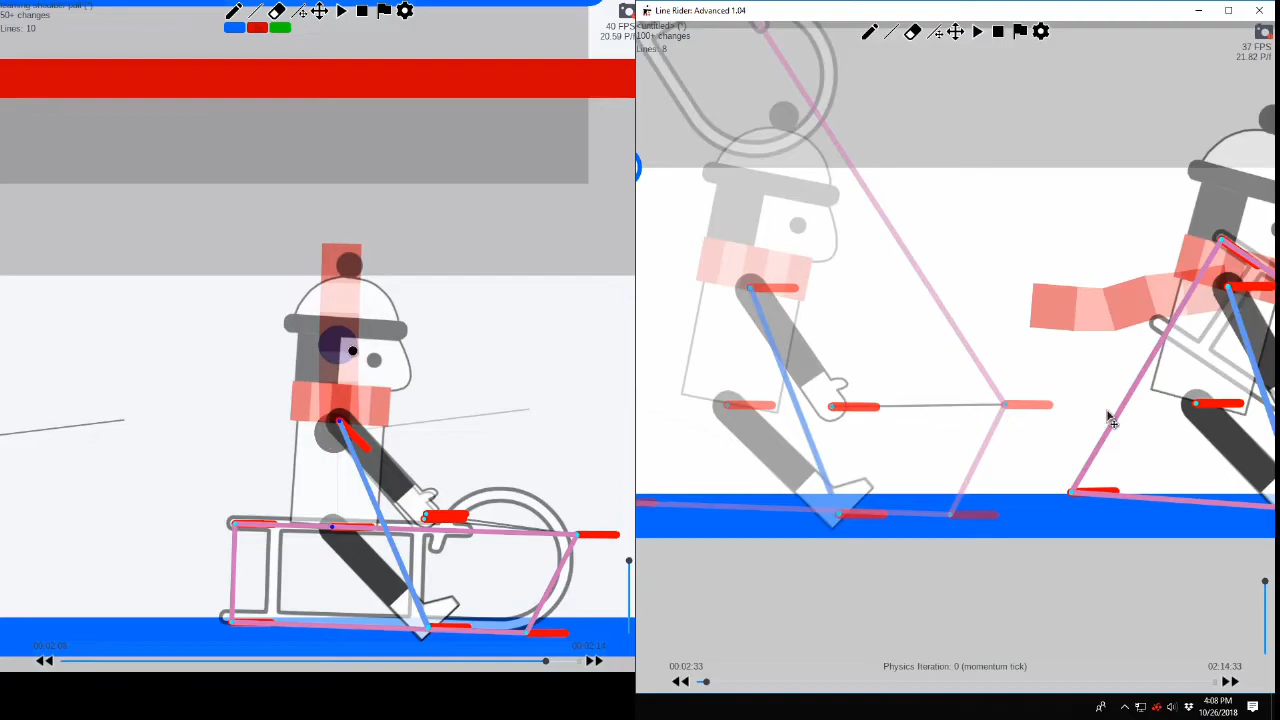 50+ changes
Lines: 10
40 FPS
20.59 P/f
00:02.08
00:02.14
Line Rider: Advanced 1.04
<untitled> (*)
100+ changes
Lines: 8
37 FPS
21.82 P/f
00:02.33
Physics Iteration: 0 (momentum tick)
02:14:33
4:08 PM
10/26/2018